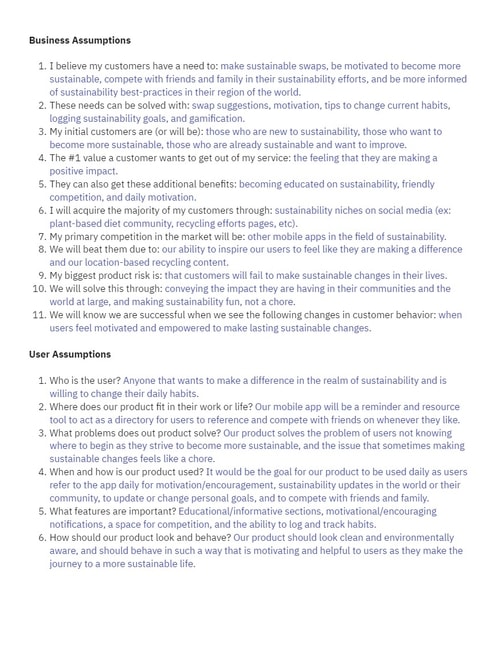 Business Assumptions
1. I believe my customers have a need to: make sustainable swaps, be motivated to become more
sustainable, compete with friends and family in their sustainability efforts, and be more informed
of sustainability best-practices in their region of the world.
2. These needs can be solved with: swap suggestions, motivation, tips to change current habits,
logging sustainability goals, and gamification.
3. My initial customers are (or will be): those who are new to sustainability, those who want to
become more sustainable, those who are already sustainable and want to improve.
4. The #1 value a customer wants to get out of my service: the feeling that they are making a
positive impact.
5. They can also get these additional benefits: becoming educated on sustainability, friendly
competition, and daily motivation.
6. I will acquire the majority of my customers through: sustainability niches on social media (ex:
plant-based diet community, recycling efforts pages, etc).
7. My primary competition in the market will be: other mobile apps in the field of sustainability.
8. We will beat them due to: our ability to inspire our users to feel like they are making a difference
and our location-based recycling content.
9. My biggest product risk is: that customers will fail to make sustainable changes in their lives.
10. We will solve this through: conveying the impact they are having in their communities and the
world at large, and making sustainability fun, not a chore.
11. We will know we are successful when we see the following changes in customer behavior: when
users feel motivated and empowered to make lasting sustainable changes.
User Assumptions
1. Who is the user? Anyone that wants to make a difference in the realm of sustainability and is
willing to change their daily habits.
2. Where does our product fit in their work or life? Our mobile app will be a reminder and resource
tool to act as a directory for users to reference and compete with friends on whenever they like.
3. What problems does out product solve? Our product solves the problem of users not knowing
where to begin as they strive to become more sustainable, and the issue that sometimes making
sustainable changes feels like a chore.
4. When and how is our product used? It would be the goal for our product to be used daily as users
refer to the app daily for motivation/encouragement, sustainability updates in the world or their
community, to update or change personal goals, and to compete with friends and family.
5. What features are important? Educational/informative sections, motivational/encouraging
notifications, a space for competition, and the ability to log and track habits.
6. How should our product look and behave? Our product should look clean and environmentally
aware, and should behave in such a way that is motivating and helpful to users as they make the
journey to a more sustainable life.